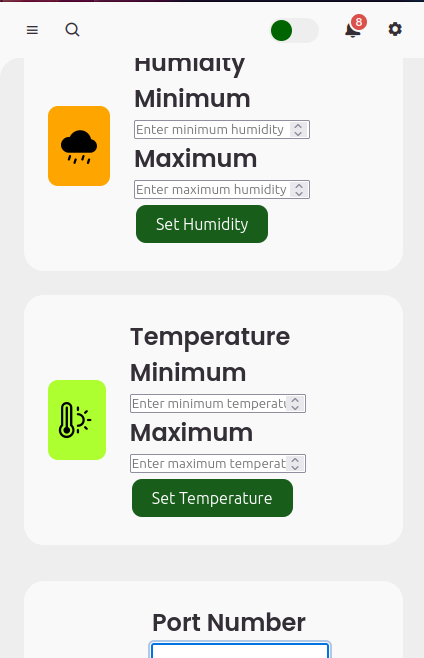 8
Humidity
Minimum
Enter minimum humidity
Maximum
Enter maximum humidity
Set Humidity
Temperature
Minimum
Enter minimum temperatu
Maximum
Enter maximum temperat
Set Temperature
Port Number